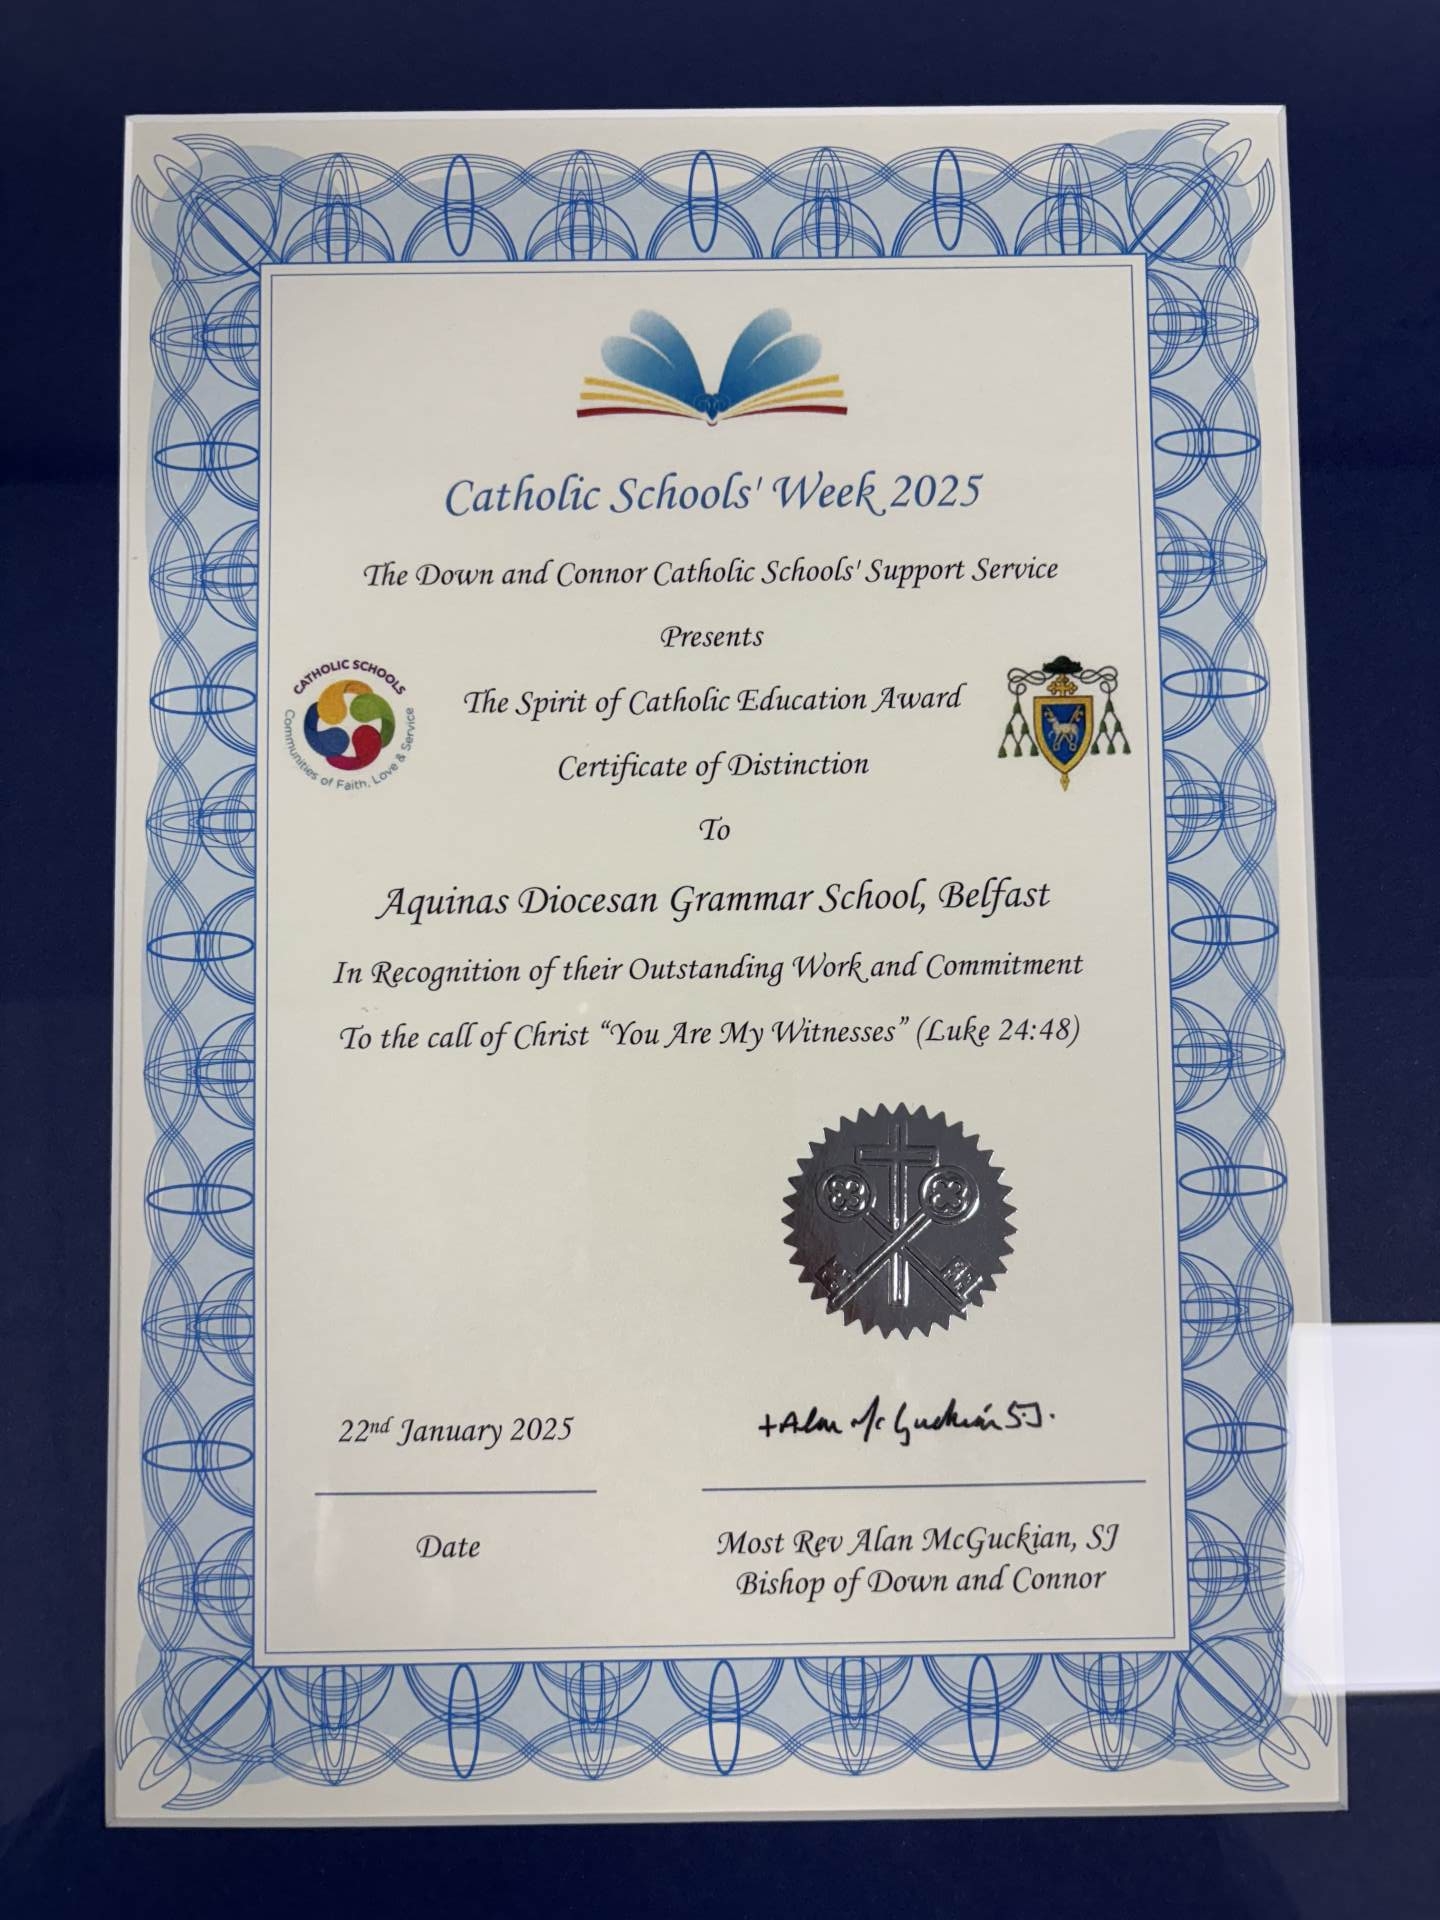 Catholic Schools' Week 2025
The Down and Connor Catholic Schools' Support Service
Presents
CATHOLIC SCHOOLS
Communities of Faith, Love & Service
The Spirit of Catholic Education Award
Certificate of Distinction
To
Aquinas Diocesan Grammar School, Belfast
In Recognition of their Outstanding Work and Commitment
To the call of Christ “You Are My Witnesses” (Luke 24:48)
22nd January 2025
+Alan McGuckian S.J.
Date
Most Rev Alan McGuckian, SJ
Bishop of Down and Connor